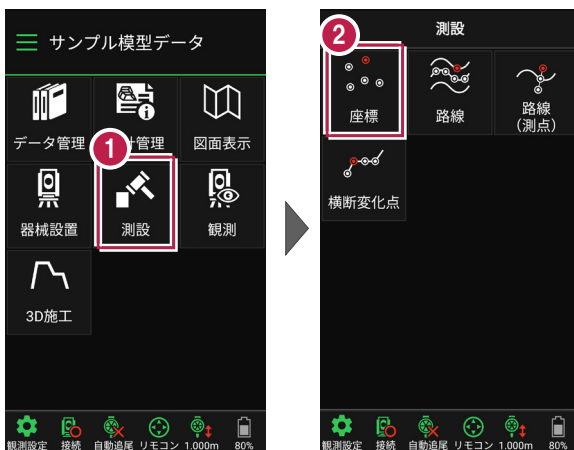 サンプル模型データ
データ管理
計管理
図面表示
1
器械設置
測設
観測
3D施工
観測設定 接続 自動追尾 リモコン 1.000m 80%
2
測設
座標
路線
路線
(測点)
横断変化点
観測設定 接続 自動追尾 リモコン 1.000m 80%